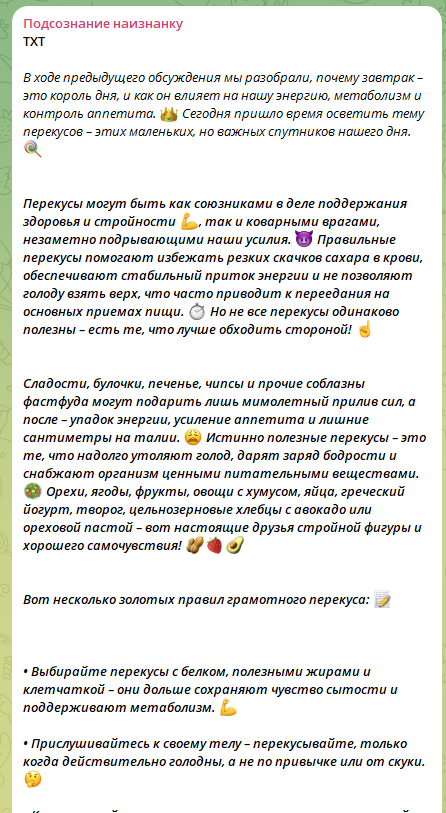 Подсознание наизнанку
ТХТ
В ходе предыдущего обсуждения мы разобрали, почему завтрак –
это король дня, и как он влияет на нашу энергию, метаболизм и
контроль аппетита. 👑 Сегодня пришло время осветить тему
перекусов – этих маленьких, но важных спутников нашего дня.
🍭
Перекусы могут быть как союзниками в деле поддержания
здоровья и стройности 💪, так и коварными врагами,
незаметно подрывающими наши усилия. 😈 Правильные
перекусы помогают избежать резких скачков сахара в крови,
обеспечивают стабильный приток энергии и не позволяют
голоду взять верх, что часто приводит к переедания на
основных приемах пищи. ⏱ Но не все перекусы одинаково
полезны – есть те, что лучше обходить стороной! ☝
Сладости, булочки, печенье, чипсы и прочие соблазны
фастфуда могут подарить лишь мимолетный прилив сил, а
после – упадок энергии, усиление аппетита и лишние
сантиметры на талии. 😩 Истинно полезные перекусы – это
те, что надолго утоляют голод, дарят заряд бодрости и
снабжают организм ценными питательными веществами.
🥗 Орехи, ягоды, фрукты, овощи с хумусом, яйца, греческий
йогурт, творог, цельнозерновые хлебцы с авокадо или
ореховой пастой – вот настоящие друзья стройной фигуры и
хорошего самочувствия! 🥜🍓🥑
Вот несколько золотых правил грамотного перекуса: 📝
• Выбирайте перекусы с белком, полезными жирами и
клетчаткой – они дольше сохраняют чувство сытости и
поддерживают метаболизм. 💪
• Прислушивайтесь к своему телу – перекусывайте, только
когда действительно голодны, а не по привычке или от скуки.
🤔